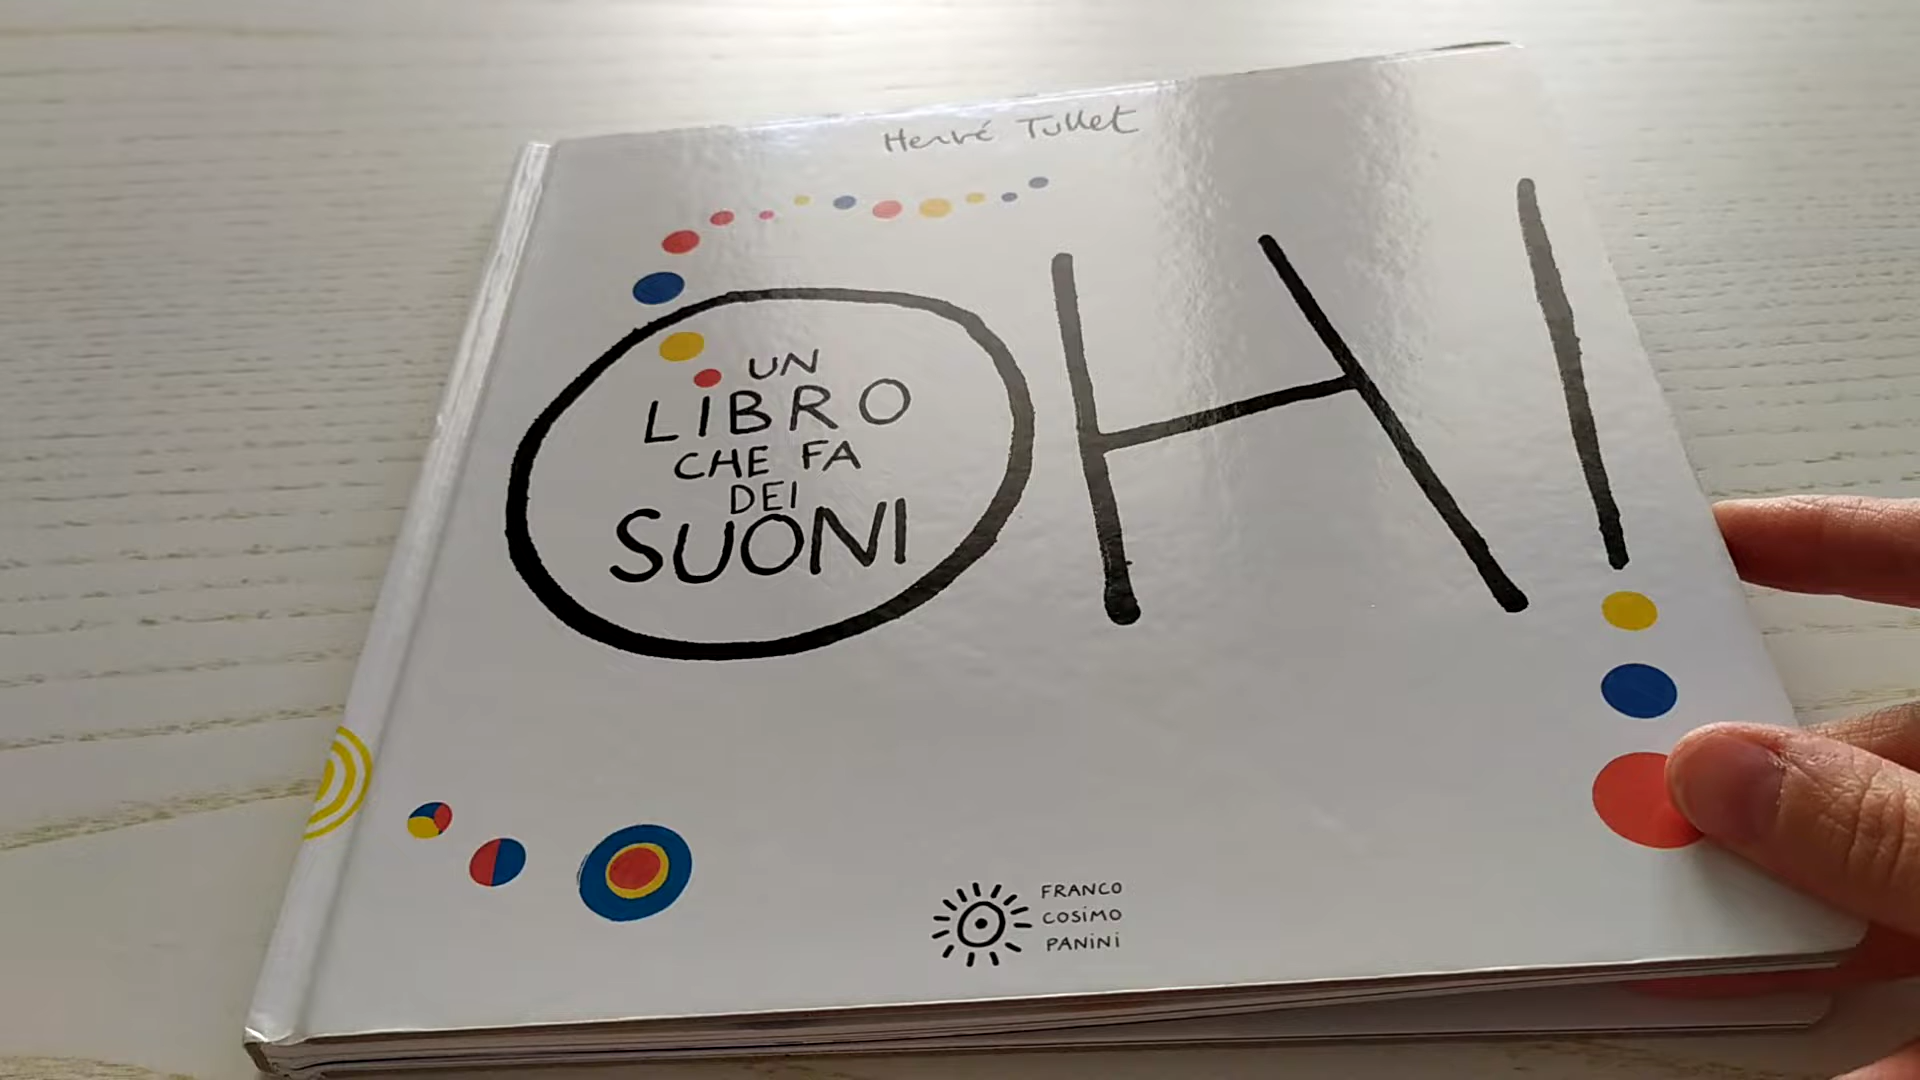 Hervé Tullet
OH!
UN
LIBRO
CHE FA
DEI
SUONI
FRANCO
COSIMO
PANINI